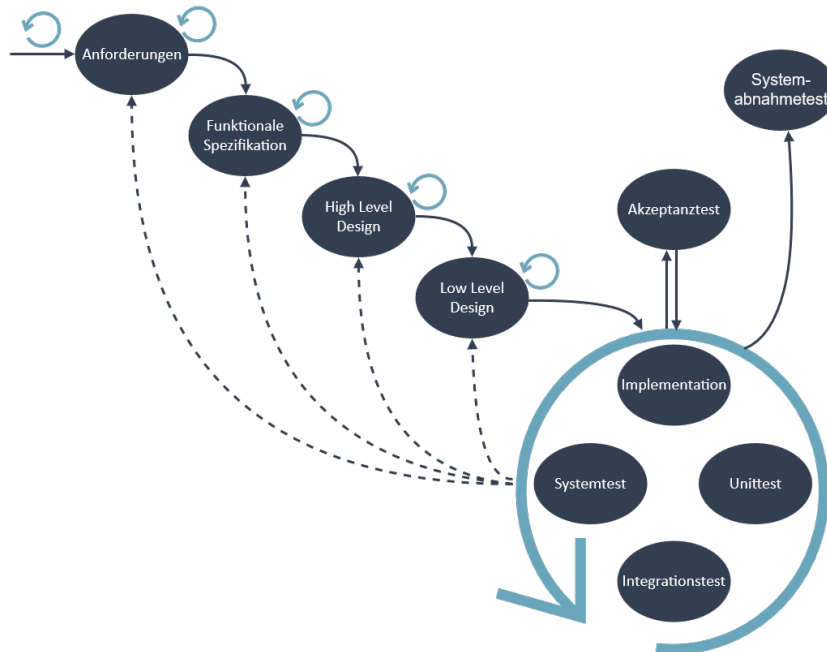 Anforderungen
Funktionale
Spezifikation
High Level
Design
Low Level
Design
System-
abnahmetest
Akzeptanztest
Implementation
Systemtest
Unittest
Integrationstest